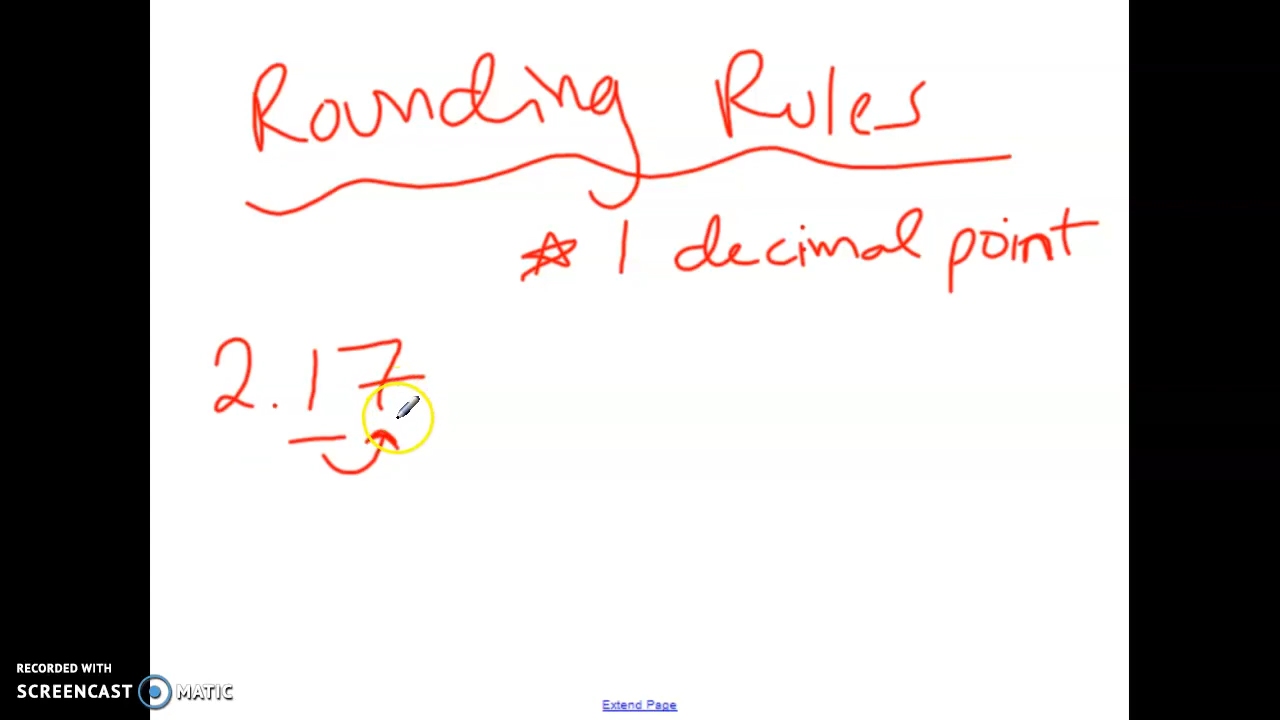 Rounding Rules
* 1 decimal point
2.17
RECORDED WITH
SCREENCAST MATIC
Extend Page